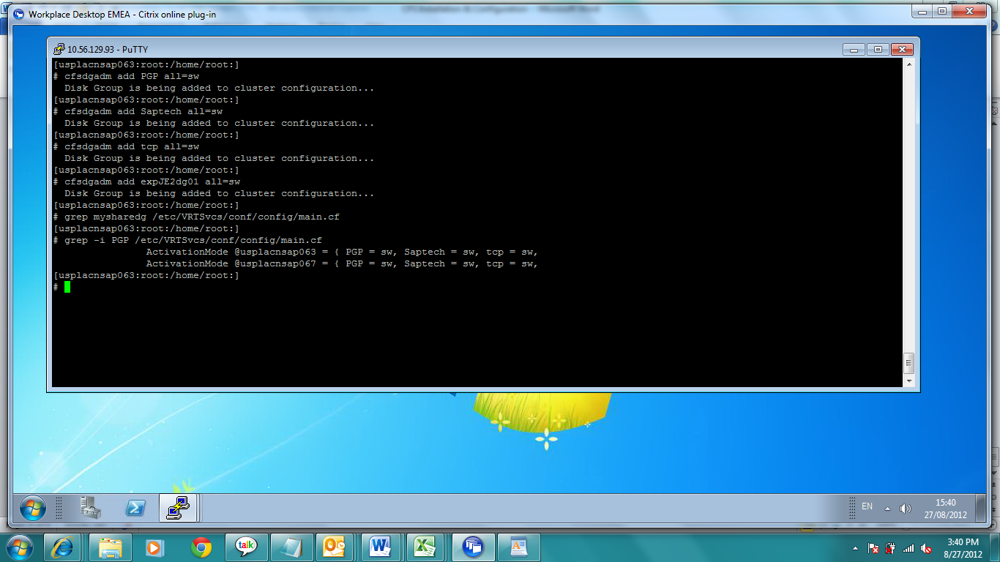 Workplace Desktop EMEA - Citrix online plug-in
10.56.129.93 - PuTTY
[usplacnsap063:root:/home/root:]
# cfsdgadm add PGP all=sw
Disk Group is being added to cluster configuration...
[usplacnsap063:root:/home/root:]
# cfsdgadm add Saptech all=sw
Disk Group is being added to cluster configuration...
[usplacnsap063:root:/home/root:]
# cfsdgadm add tcp all=sw
Disk Group is being added to cluster configuration...
[usplacnsap063:root:/home/root:]
# cfsdgadm add expJE2dg01 all=sw
Disk Group is being added to cluster configuration...
[usplacnsap063:root:/home/root:]
# grep mysharedg /etc/VRTSvcs/conf/config/main.cf
[usplacnsap063:root:/home/root:]
# grep -i PGP /etc/VRTSvcs/conf/config/main.cf
ActivationMode @usplacnsap063 = { PGP = sw, Saptech = sw, tcp = sw,
ActivationMode @usplacnsap067 = { PGP = sw, Saptech = sw, tcp = sw,
[usplacnsap063:root:/home/root:]
#
EN
15:40
27/08/2012
talk
3:40 PM
8/27/2012